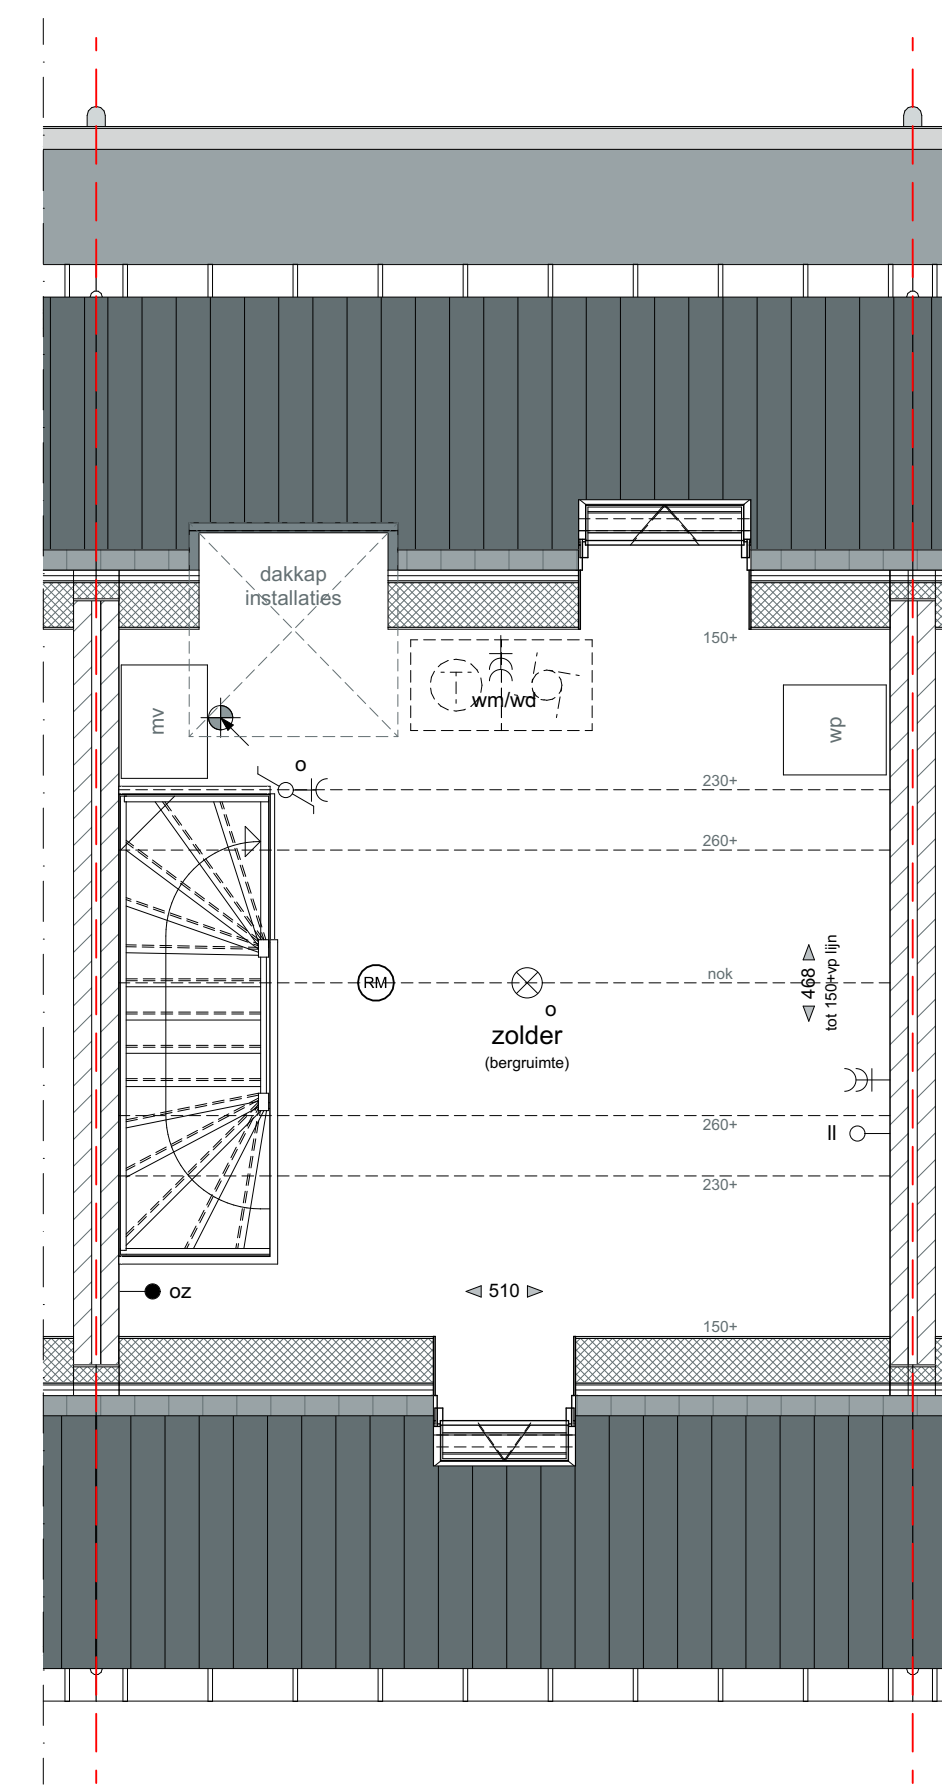 dakkap
installaties
150+
mv
wm/wd
wp
o
230+
260+
RM
nok
468
tot 150+vp lijn
o
zolder
(bergruimte)
260+
ll
230+
oz
510
150+